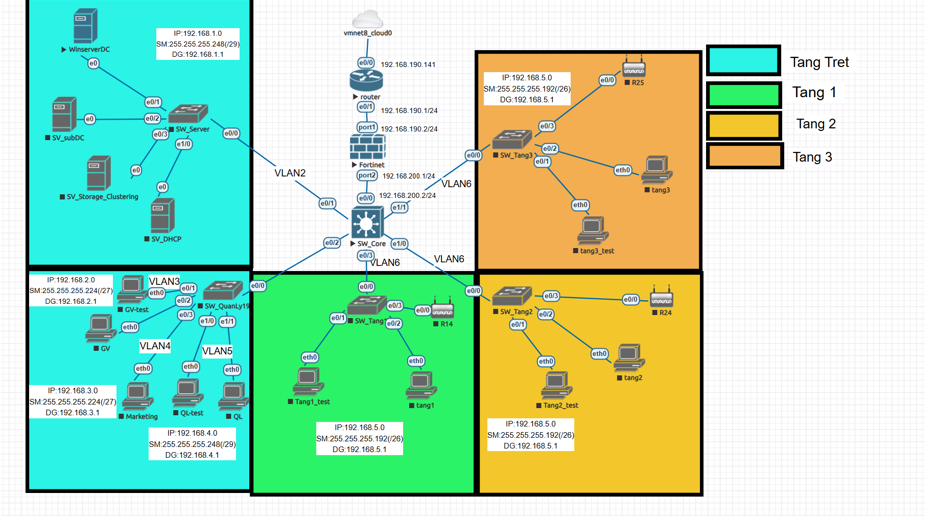 vmnet8_cloud0
e0/0
192.168.190.141
router
e0/1
192.168.190.1/24
port1
192.168.190.2/24
Fortinet
port2
192.168.200.1/24
e0/0
192.168.200.2/24
e1/1
SW_Core
e0/1
e0/2
e0/3
e1/0
VLAN2
VLAN6
VLAN6
VLAN6
WinserverDC
e0
IP:192.168.1.0
SM:255.255.255.248(/29)
DG:192.168.1.1
SV_subDC
e0
e0/1
e0/2
e0/3
e1/0
SW_Server
e0/0
e0
SV_Storage_Clustering
e0
SV_DHCP
IP:192.168.5.0
SM:255.255.255.192(/26)
DG:192.168.5.1
R25
e0/0
e0/3
SW_Tang3
e0/0
e0/2
e0/1
eth0
tang3
eth0
tang3_test
Tang Tret
Tang 1
Tang 2
Tang 3
IP:192.168.2.0
SM:255.255.255.224(/27)
DG:192.168.2.1
VLAN3
eth0
GV-test
e0/1
e0/2
e0/3
SW_QuanLy19
e0/0
eth0
GV
e1/0
e1/1
VLAN4
VLAN5
eth0
eth0
eth0
IP:192.168.3.0
SM:255.255.255.224(/27)
DG:192.168.3.1
Marketing
QL-test
QL
IP:192.168.4.0
SM:255.255.255.248(/29)
DG:192.168.4.1
e0/0
SW_Tang1
e0/3
e0/0
R14
e0/1
e0/2
eth0
eth0
Tang1_test
tang1
IP:192.168.5.0
SM:255.255.255.192(/26)
DG:192.168.5.1
e0/0
SW_Tang2
e0/3
e0/0
R24
e0/2
e0/1
eth0
tang2
eth0
Tang2_test
IP:192.168.5.0
SM:255.255.255.192(/26)
DG:192.168.5.1